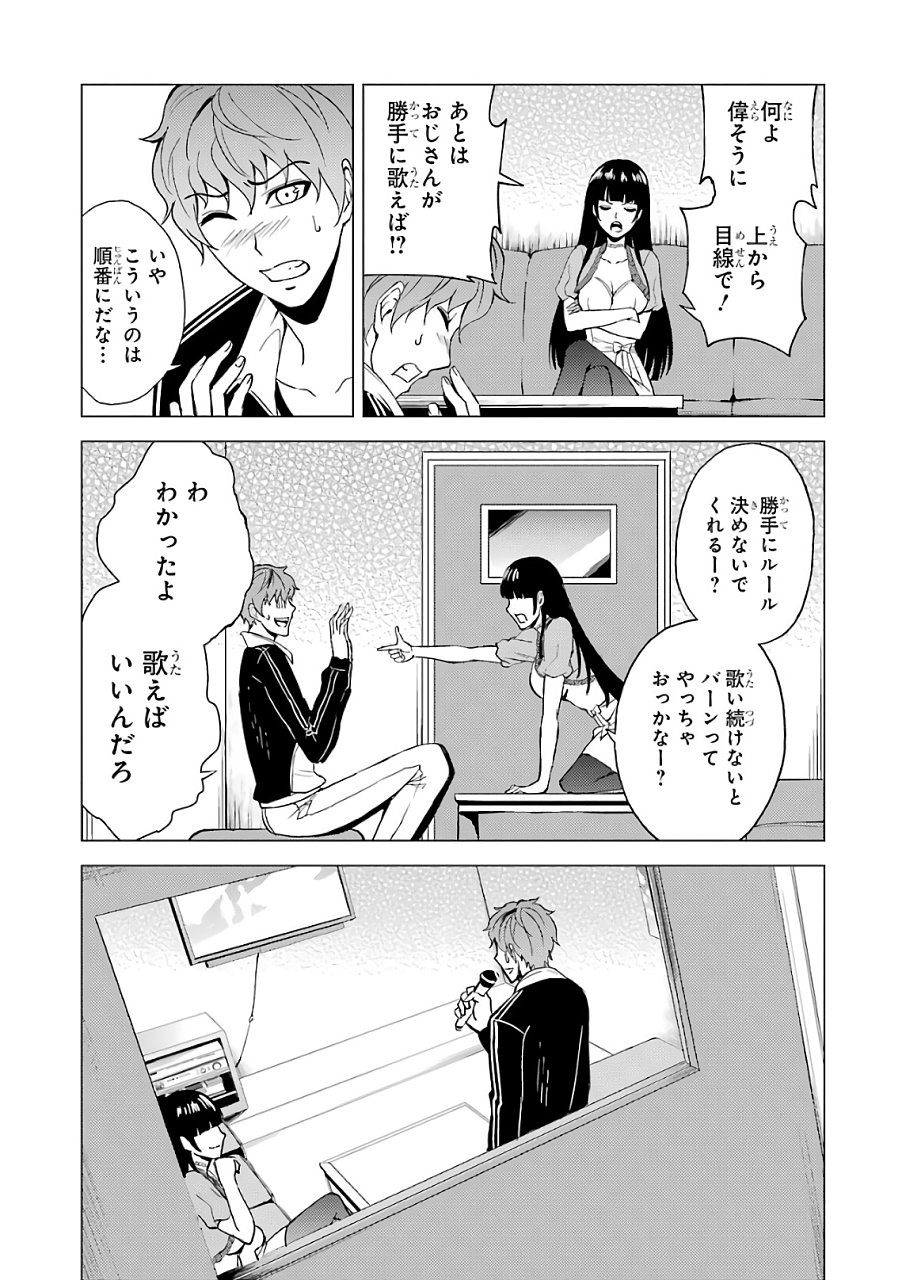 何よ
偉そうに
上から
目線で!
あとは
おじさんが
勝手に歌えば!?
いや
こういうのは
順番にだな…
勝手にルール
決めないで
くれるー?
歌い続けないと
バーンって
やっちゃ
おっかなー?
わ
わかったよ
歌えば
いいんだろ